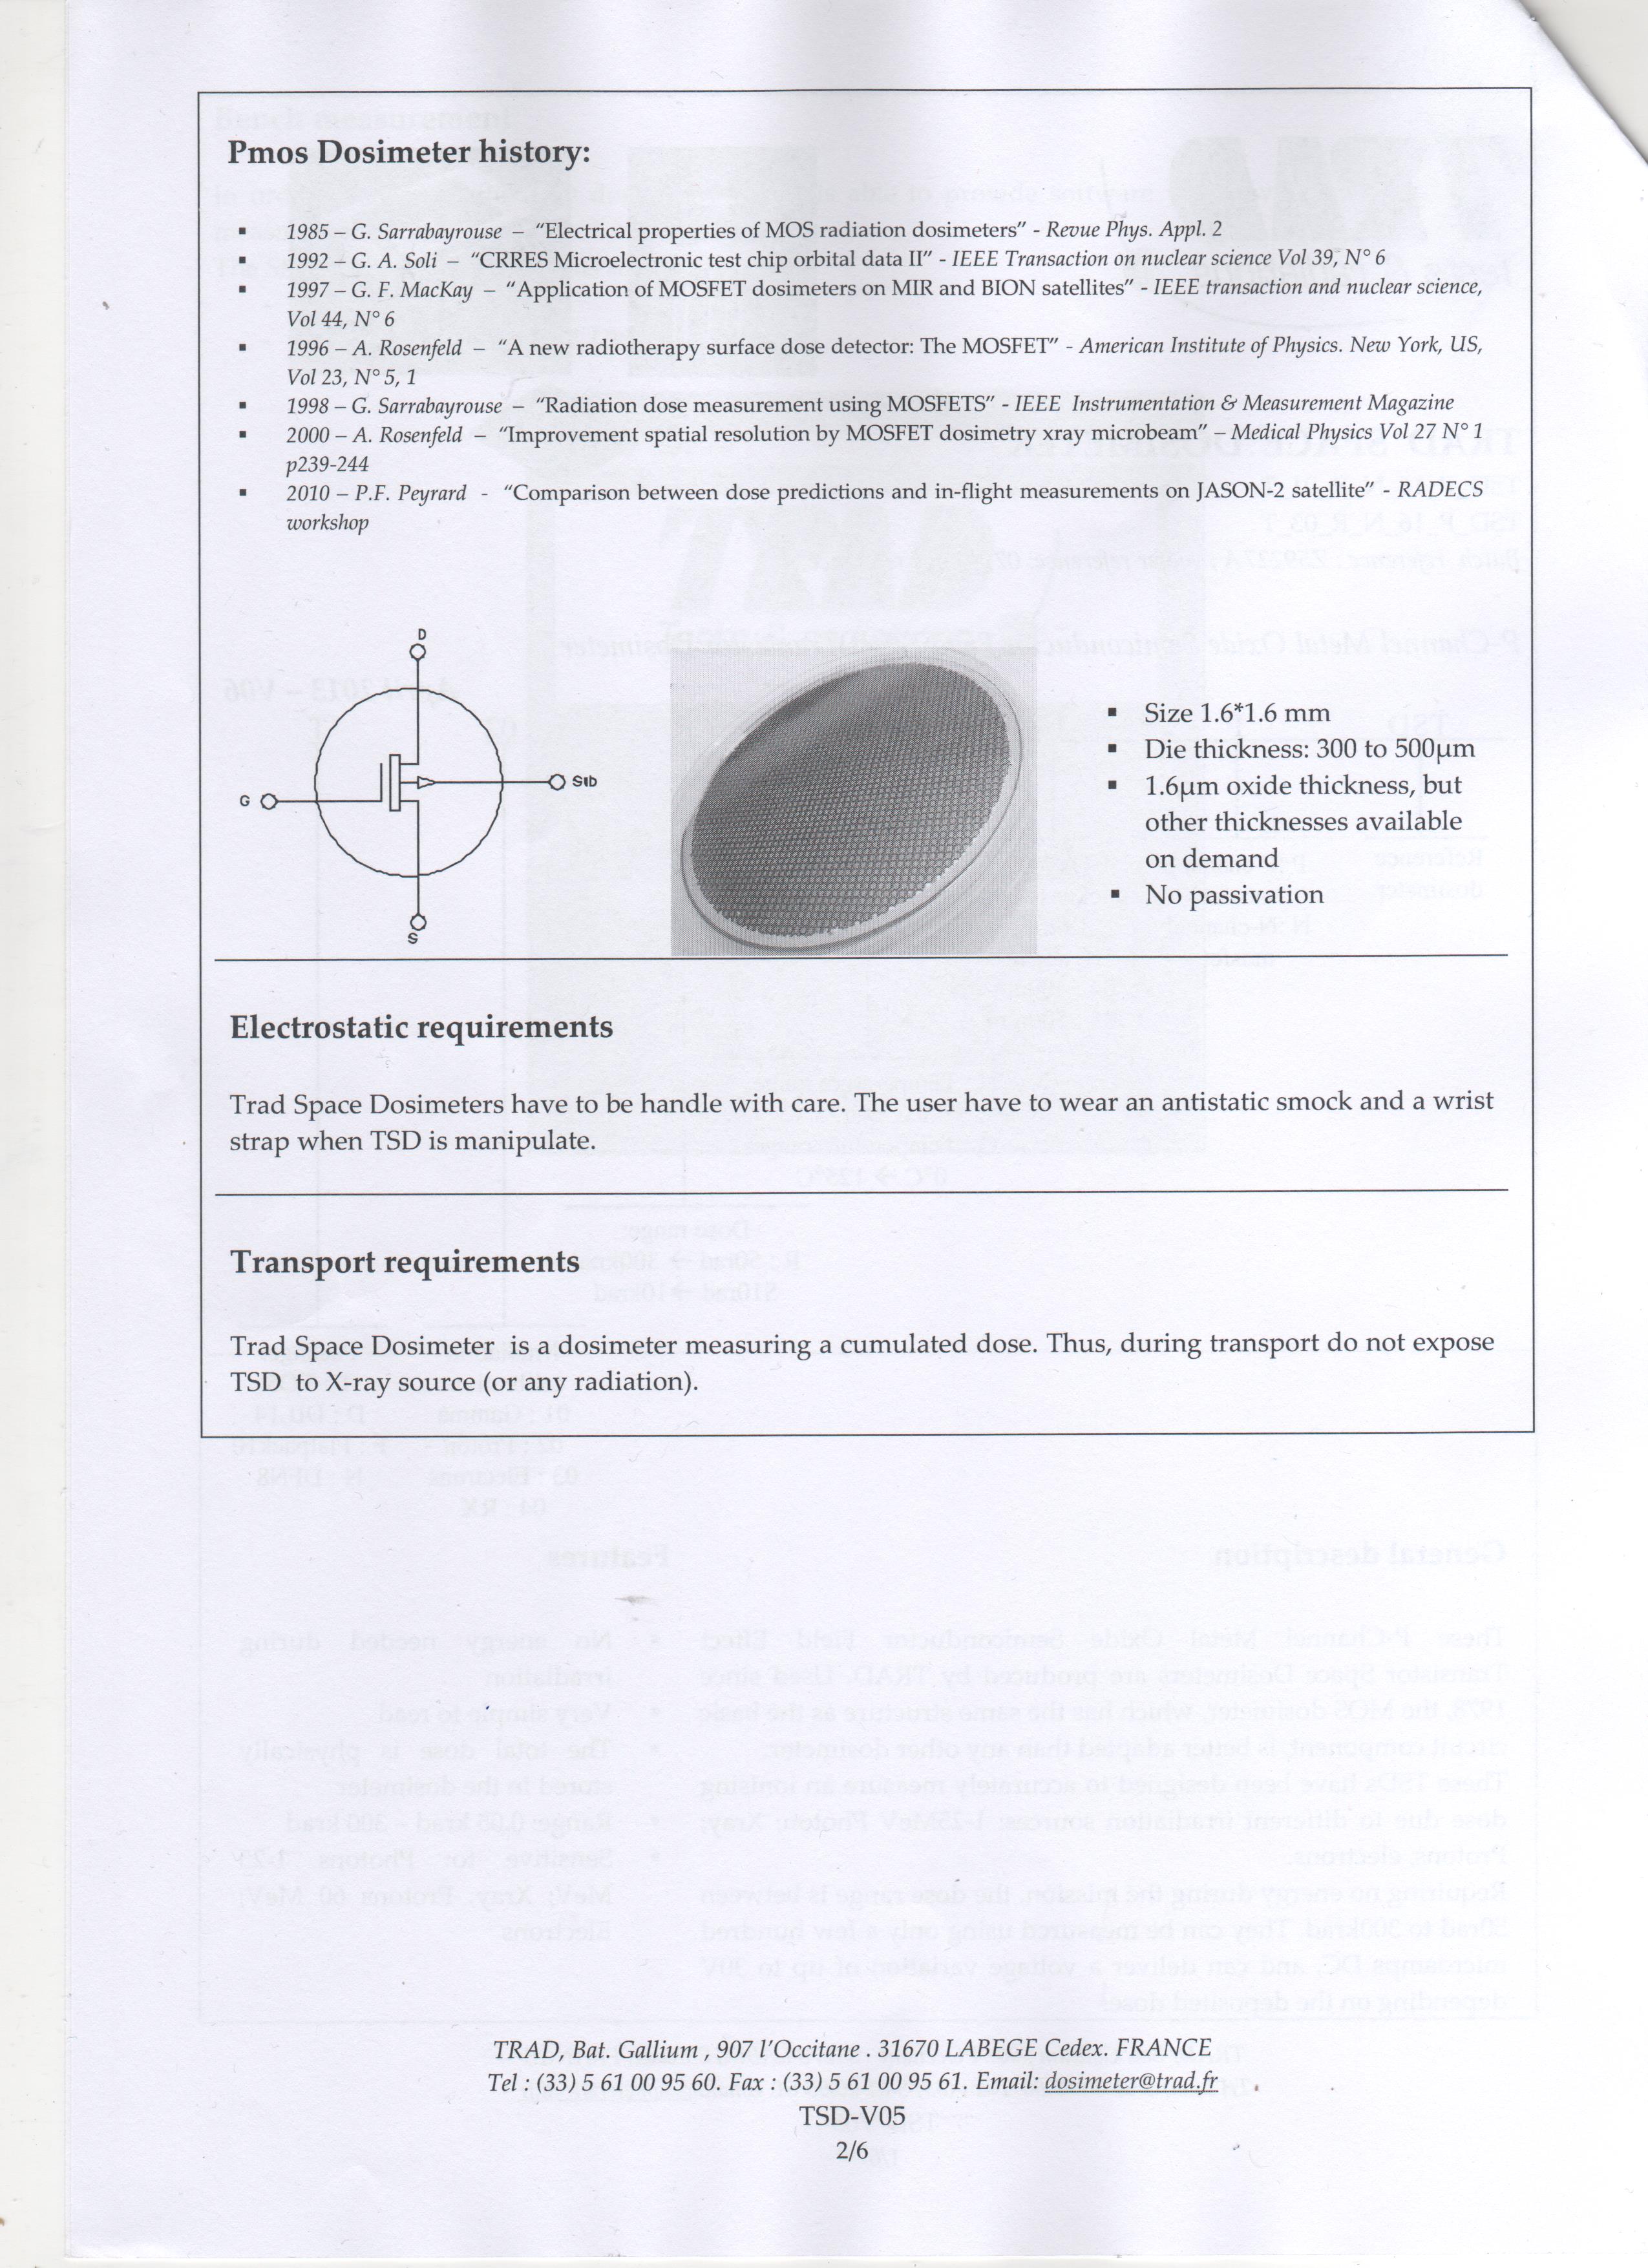 Pmos Dosimeter history:
▪ 1985 – G. Sarrabayrouse – “Electrical properties of MOS radiation dosimeters” - Revue Phys. Appl. 2
▪ 1992 – G. A. Soli – “CRRES Microelectronic test chip orbital data II” - IEEE Transaction on nuclear science Vol 39, N° 6
▪ 1997 – G. F. MacKay – “Application of MOSFET dosimeters on MIR and BION satellites” - IEEE transaction and nuclear science,
Vol 44, N° 6
▪ 1996 – A. Rosenfeld – “A new radiotherapy surface dose detector: The MOSFET” - American Institute of Physics. New York, US,
Vol 23, N° 5, 1
▪ 1998 – G. Sarrabayrouse – “Radiation dose measurement using MOSFETS” - IEEE Instrumentation & Measurement Magazine
▪ 2000 – A. Rosenfeld – “Improvement spatial resolution by MOSFET dosimetry xray microbeam” – Medical Physics Vol 27 N° 1
p239-244
▪ 2010 – P.F. Peyrard - “Comparison between dose predictions and in-flight measurements on JASON-2 satellite” - RADECS
workshop
D
G
Sub
S
▪ Size 1.6*1.6 mm
▪ Die thickness: 300 to 500µm
▪ 1.6µm oxide thickness, but
other thicknesses available
on demand
▪ No passivation
Electrostatic requirements
Trad Space Dosimeters have to be handle with care. The user have to wear an antistatic smock and a wrist
strap when TSD is manipulate.
Transport requirements
Trad Space Dosimeter is a dosimeter measuring a cumulated dose. Thus, during transport do not expose
TSD to X-ray source (or any radiation).
TRAD, Bat. Gallium , 907 l’Occitane . 31670 LABEGE Cedex. FRANCE
Tel : (33) 5 61 00 95 60. Fax : (33) 5 61 00 95 61. Email: dosimeter@trad.fr
TSD-V05
2/6